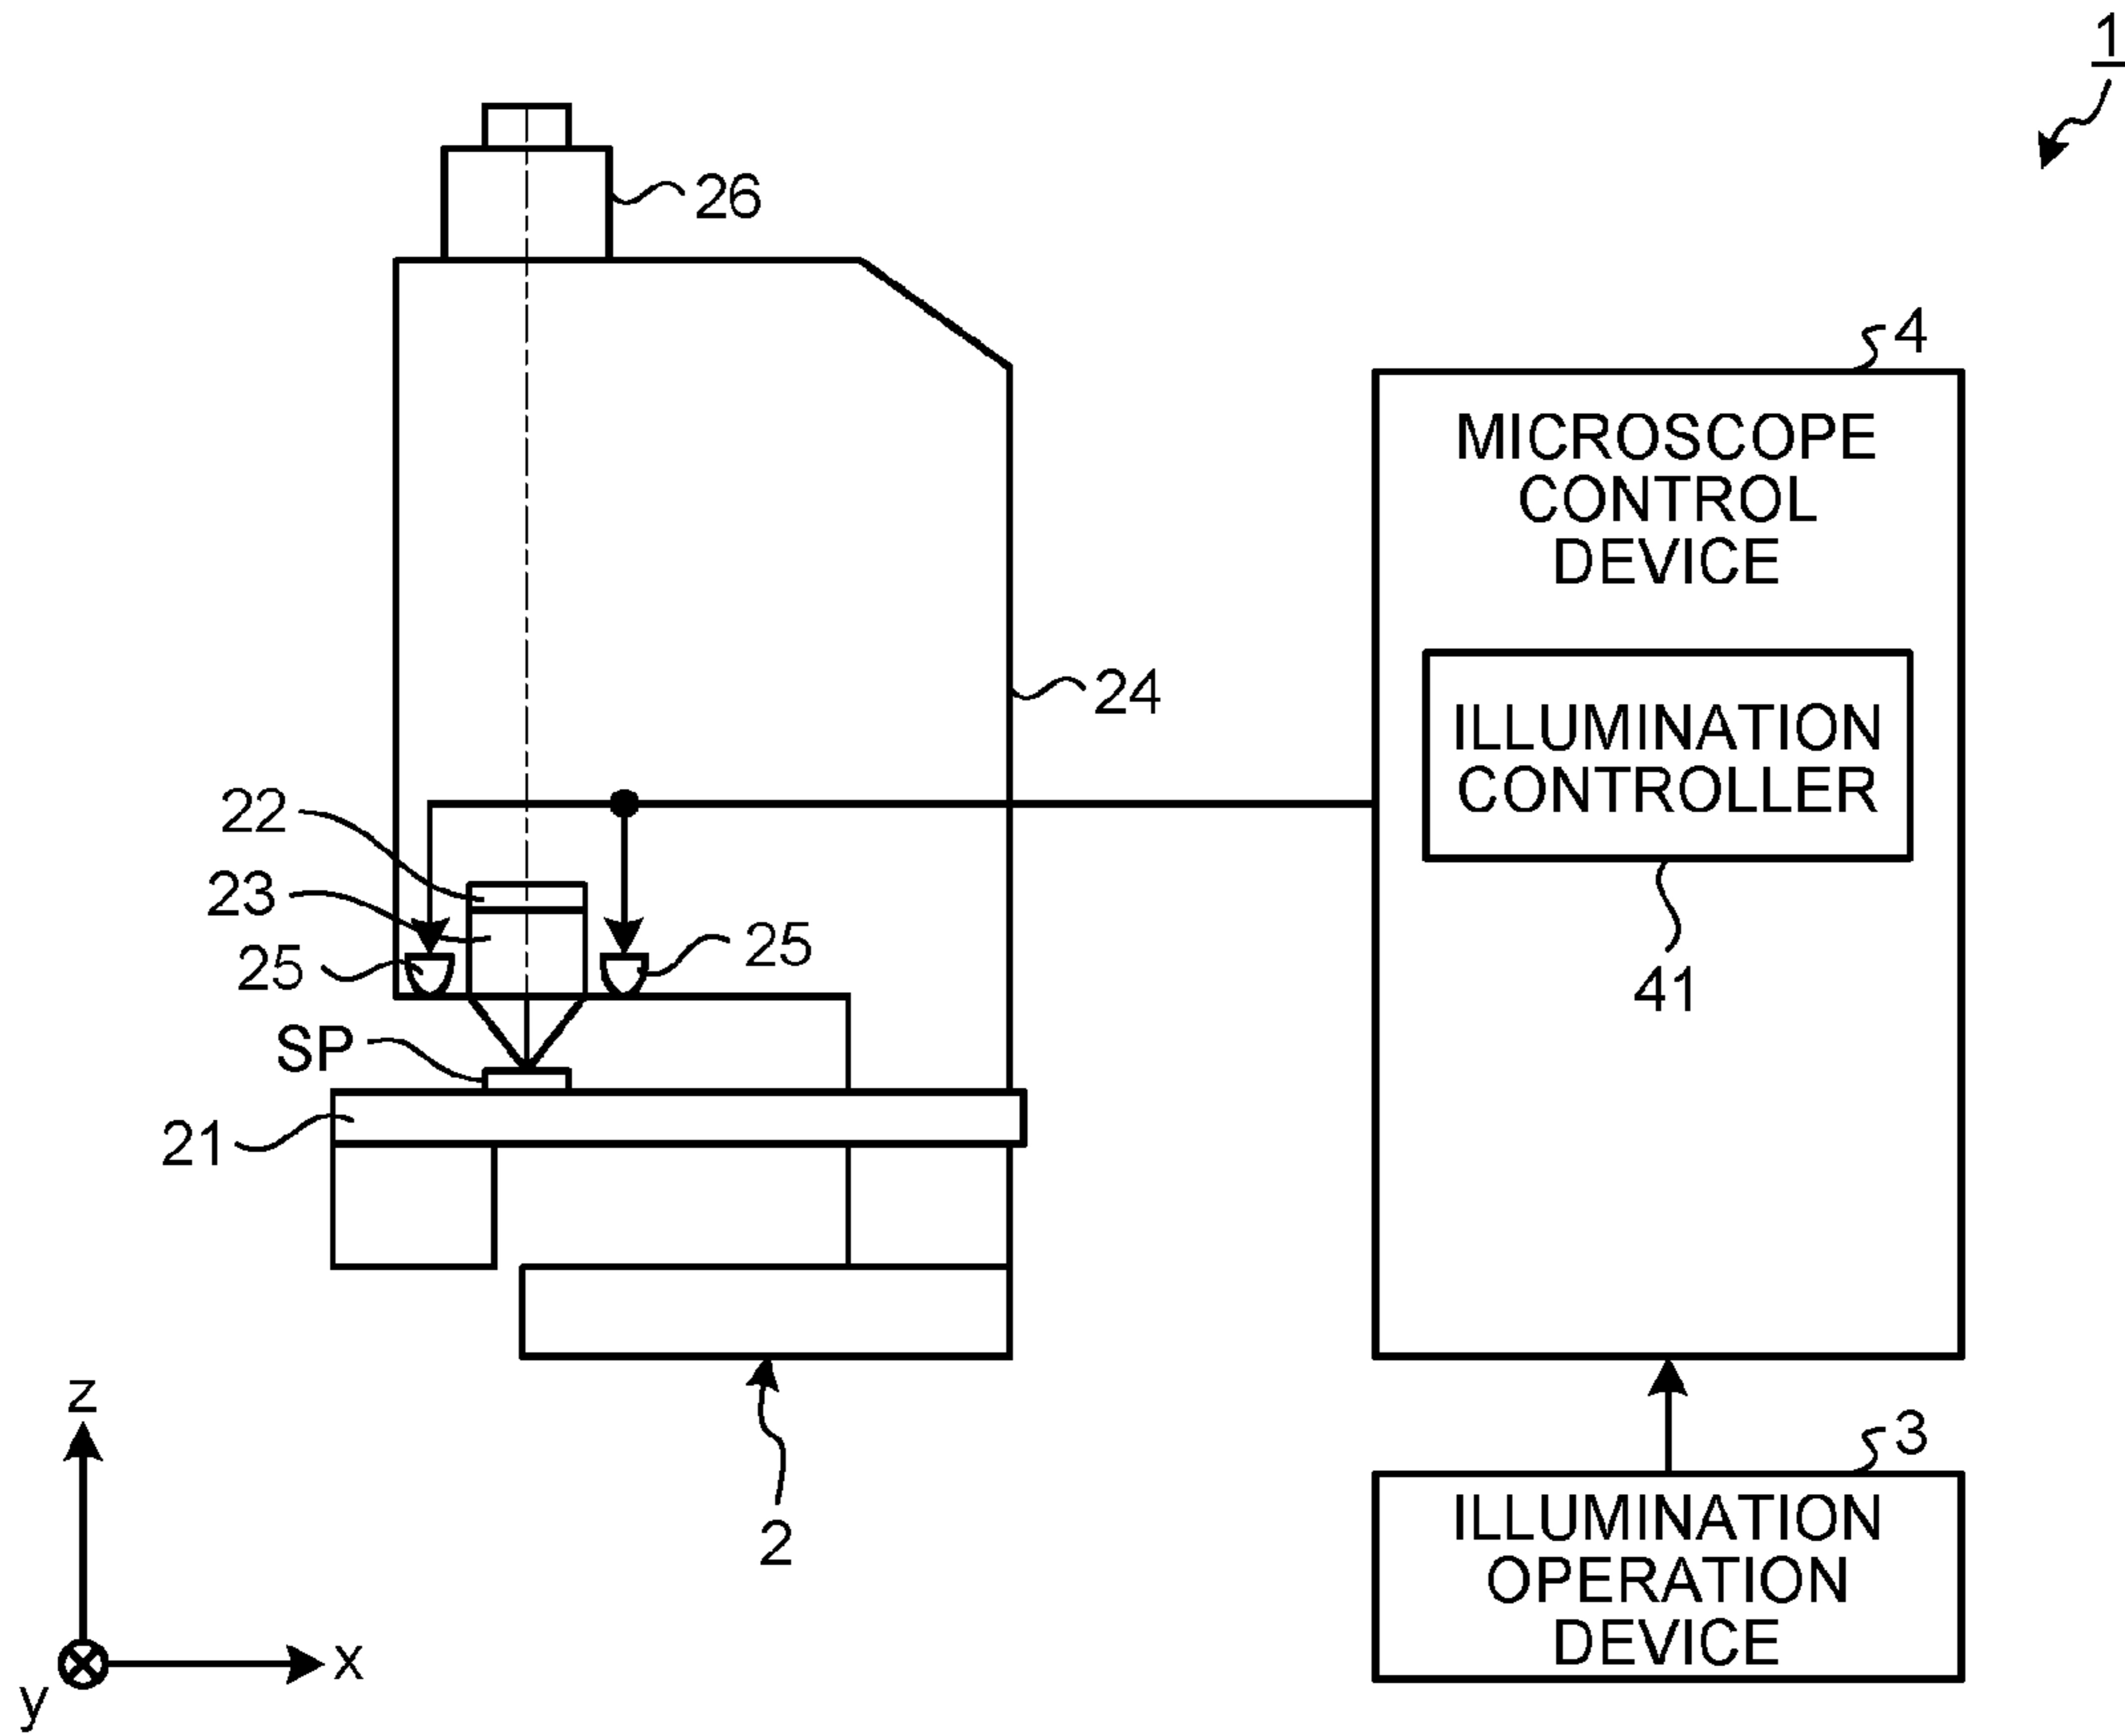 1
26
4
MICROSCOPE
CONTROL
DEVICE
24
ILLUMINATION
CONTROLLER
22
23
25
25
41
SP
21
z
3
2
ILLUMINATION
OPERATION
DEVICE
x
y